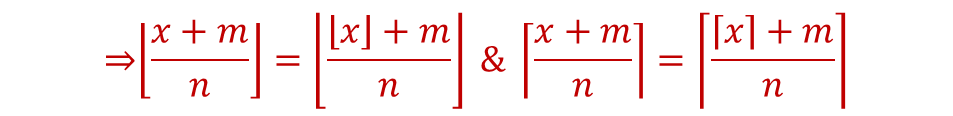 ⇒⌊(x + m)/n⌋ = ⌊(⌊x⌋ + m)/n⌋ & ⌈(x + m)/n⌉ = ⌈(⌈x⌉ + m)/n⌉